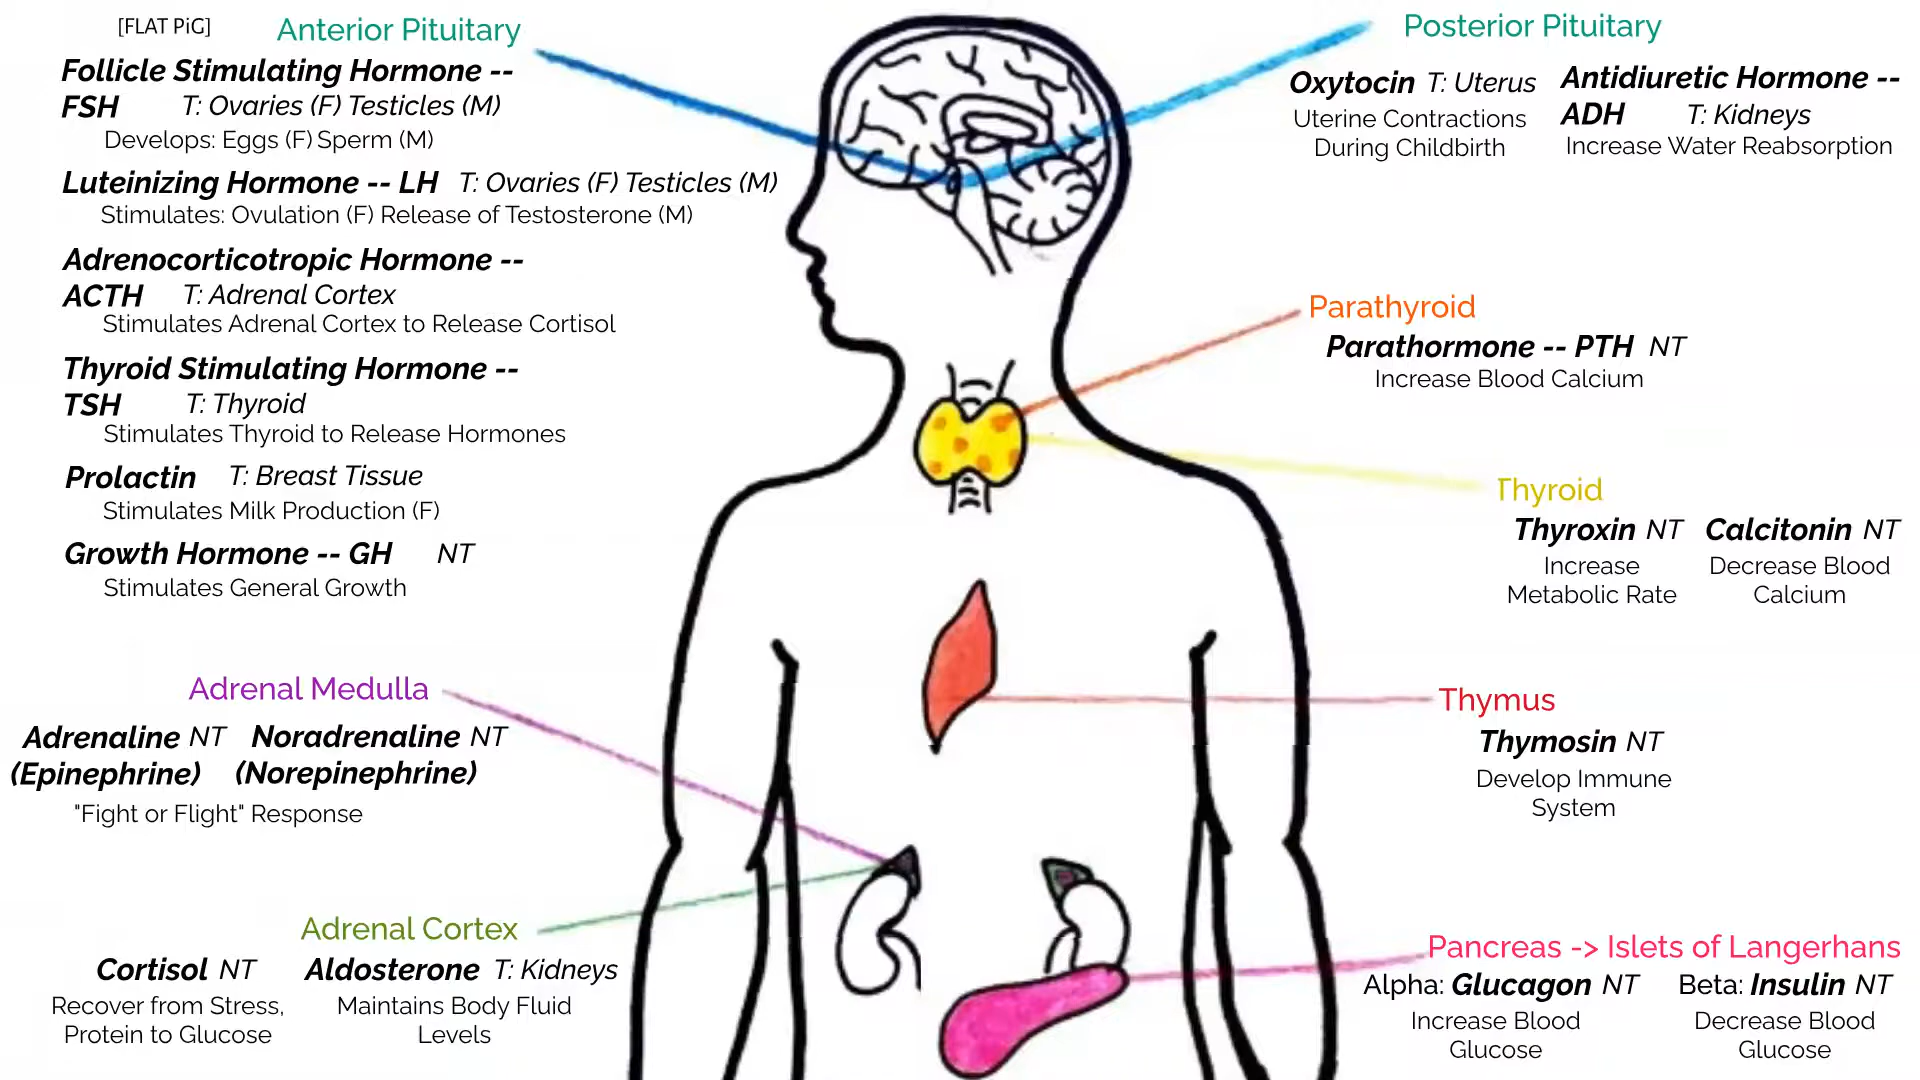 [FLAT PiG] Anterior Pituitary
Follicle Stimulating Hormone --
FSH T: Ovaries (F) Testicles (M)
Develops: Eggs (F) Sperm (M)
Luteinizing Hormone -- LH T: Ovaries (F) Testicles (M)
Stimulates: Ovulation (F) Release of Testosterone (M)
Adrenocorticotropic Hormone --
ACTH T: Adrenal Cortex
Stimulates Adrenal Cortex to Release Cortisol
Thyroid Stimulating Hormone --
TSH T: Thyroid
Stimulates Thyroid to Release Hormones
Prolactin T: Breast Tissue
Stimulates Milk Production (F)
Growth Hormone -- GH NT
Stimulates General Growth
Adrenal Medulla
Adrenaline NT Noradrenaline NT
(Epinephrine) (Norepinephrine)
"Fight or Flight" Response
Adrenal Cortex
Cortisol NT
Recover from Stress,
Protein to Glucose
Aldosterone T: Kidneys
Maintains Body Fluid
Levels
Posterior Pituitary
Oxytocin T: Uterus
Uterine Contractions
During Childbirth
Antidiuretic Hormone --
ADH T: Kidneys
Increase Water Reabsorption
Parathyroid
Parathormone -- PTH NT
Increase Blood Calcium
Thyroid
Thyroxin NT
Increase
Metabolic Rate
Calcitonin NT
Decrease Blood
Calcium
Thymus
Thymosin NT
Develop Immune
System
Pancreas -> Islets of Langerhans
Alpha: Glucagon NT
Increase Blood
Glucose
Beta: Insulin NT
Decrease Blood
Glucose